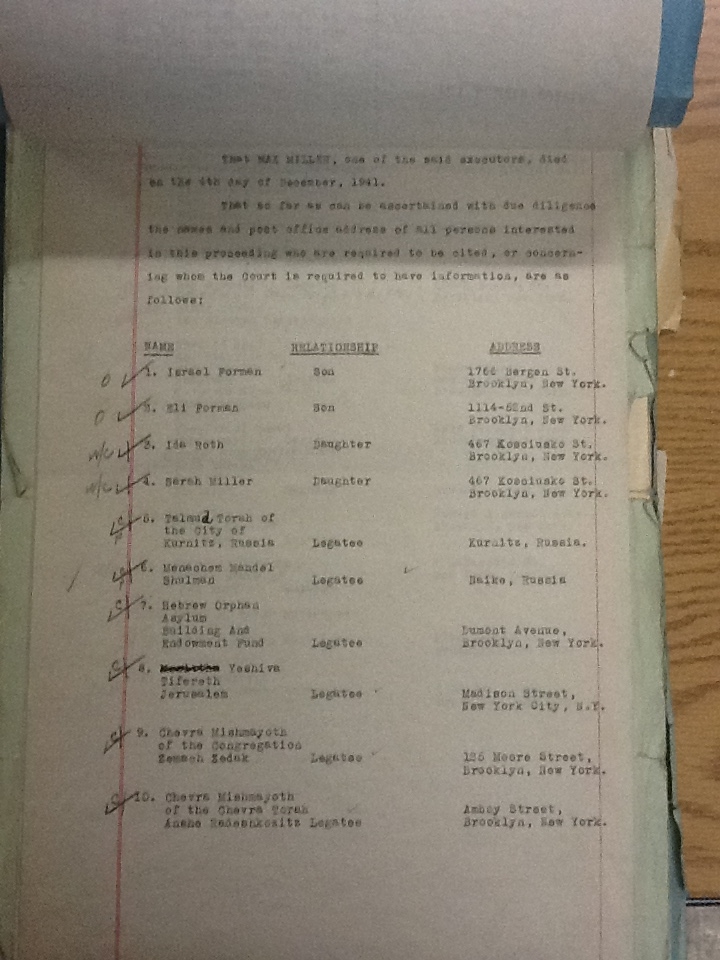 That MAX MILLER, one of the said executors, died
on the 4th day of December, 1941.
That so far as can be ascertained with due diligence
the names and post office address of all persons interested
in this proceeding who are required to be cited, or concern-
ing whom the Court is required to have information, are as
follows:
NAME RELATIONSHIP ADDRESS
0 1. Israel Forman Son 1766 Bergen St.
Brooklyn, New York.
0 2. Eli Forman Son 1114-52nd St.
Brooklyn, New York.
W/C 3. Ida Roth Daughter 467 Kosciusko St.
Brooklyn, New York.
W/C 4. Sarah Miller Daughter 467 Kosciusko St.
Brooklyn, New York.
5. Talmud Torah of
the City of
Kurnitz, Russia Legatee Kurnitz, Russia.
6. Menachem Mendel
Shulman Legatee Russia
C 7. Hebrew Orphan
Asylum
Building And
Endowment Fund Legatee Dumont Avenue,
Brooklyn, New York.
C 8. Yeshiva
Tifereth
Jerusalem Legatee Madison Street,
New York City, N.Y.
C 9. Chevra Mishmayoth
of the Congregation
Zemach Zedak Legatee Moore Street,
Brooklyn, New York.
C 10. Chevra Mishmayoth
of the Chevra Torah
Anshe Legatee Amboy Street,
Brooklyn, New York.